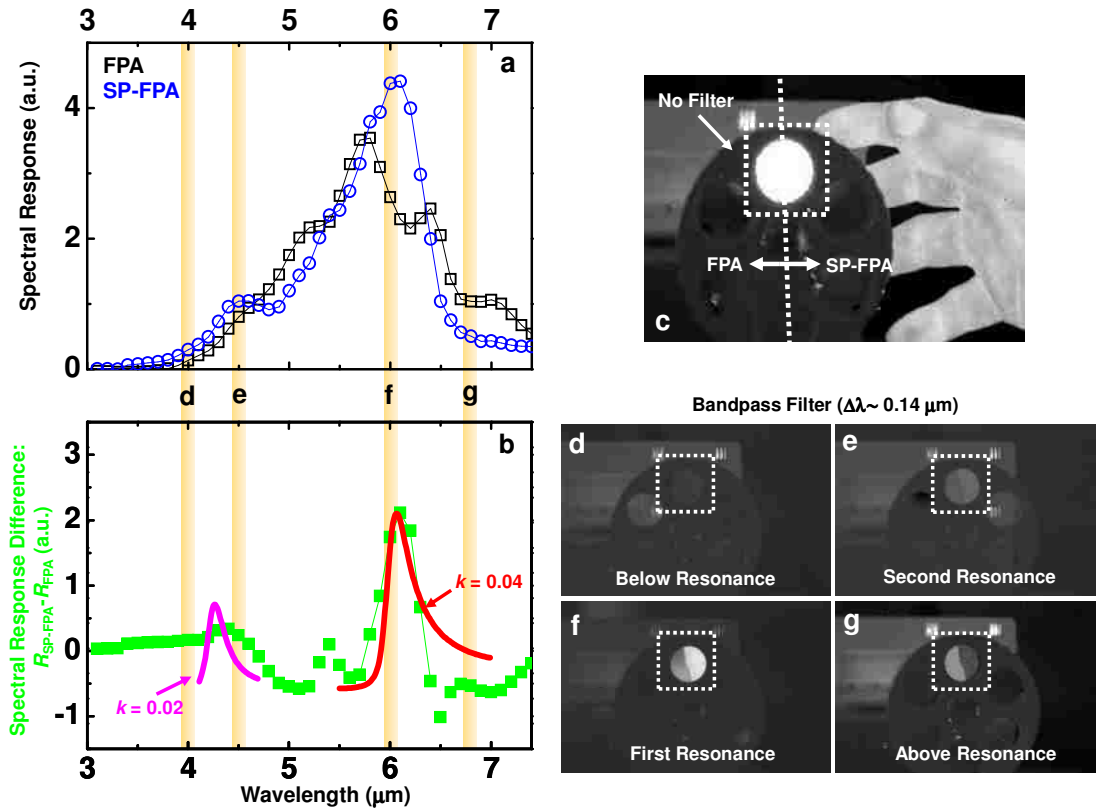 3 4 5 6 7
a
FPA
SP-FPA
Spectral Response (a.u.)
4
2
0
d e f g
b
Spectral Response Difference:
R_SP-FPA-R_FPA (a.u.)
3
2
1
0
-1
k = 0.04
k = 0.02
3 4 5 6 7
Wavelength (μm)
No Filter
FPA SP-FPA
c
Bandpass Filter (Δλ~ 0.14 μm)
d
Below Resonance
e
Second Resonance
f
First Resonance
g
Above Resonance